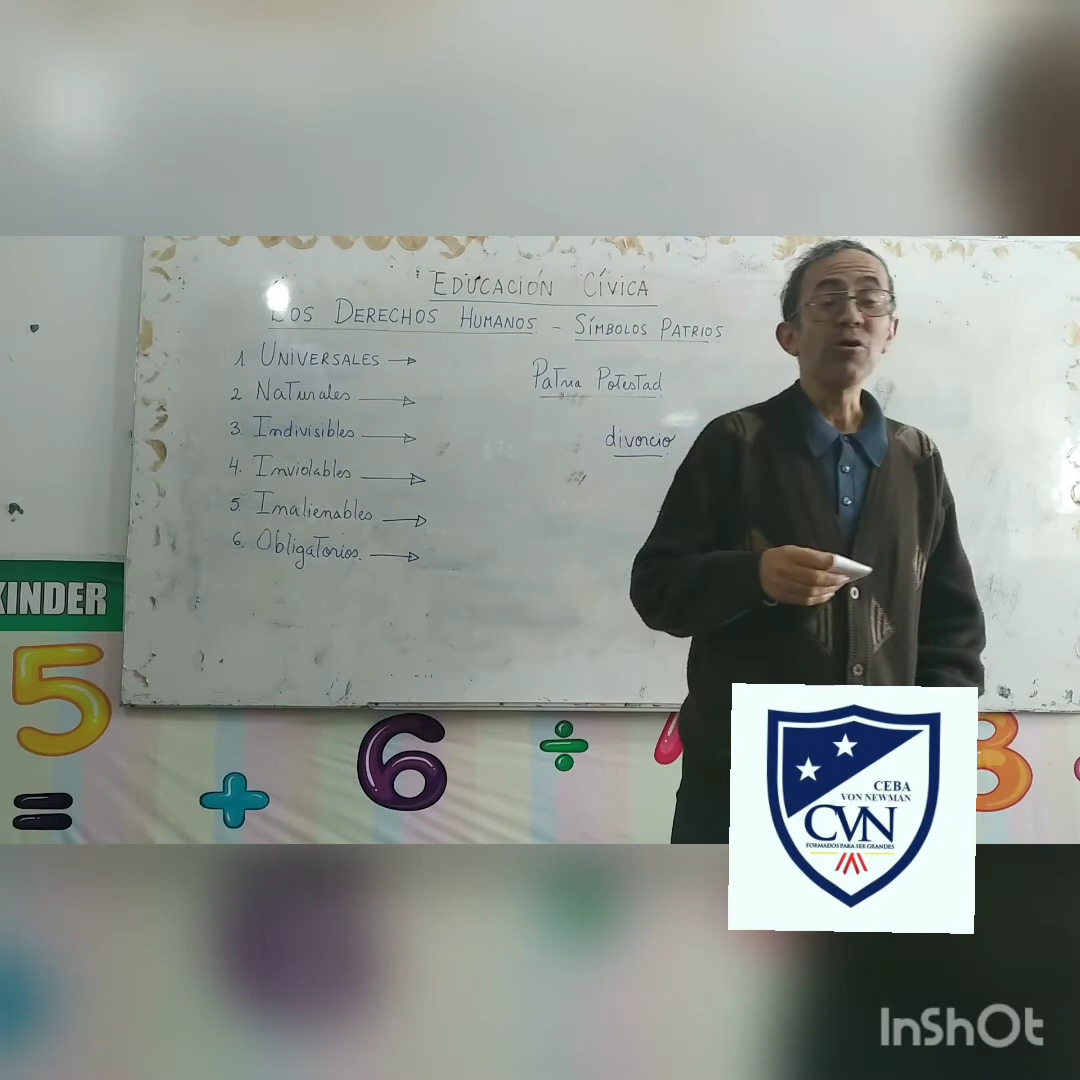 EDUCACIÓN CÍVICA
LOS DERECHOS HUMANOS - SÍMBOLOS PATRIOS
1. UNIVERSALES →
2 Naturales →
3. Indivisibles →
4. Inviolables →
5. Inalienables →
6. Obligatorios. →
Patria Potestad
divorcio
KINDER
5
+ 6 ÷ 8
=
CEBA
VON NEWMAN
CVN
FORMADOS PARA SER GRANDES
InShOt